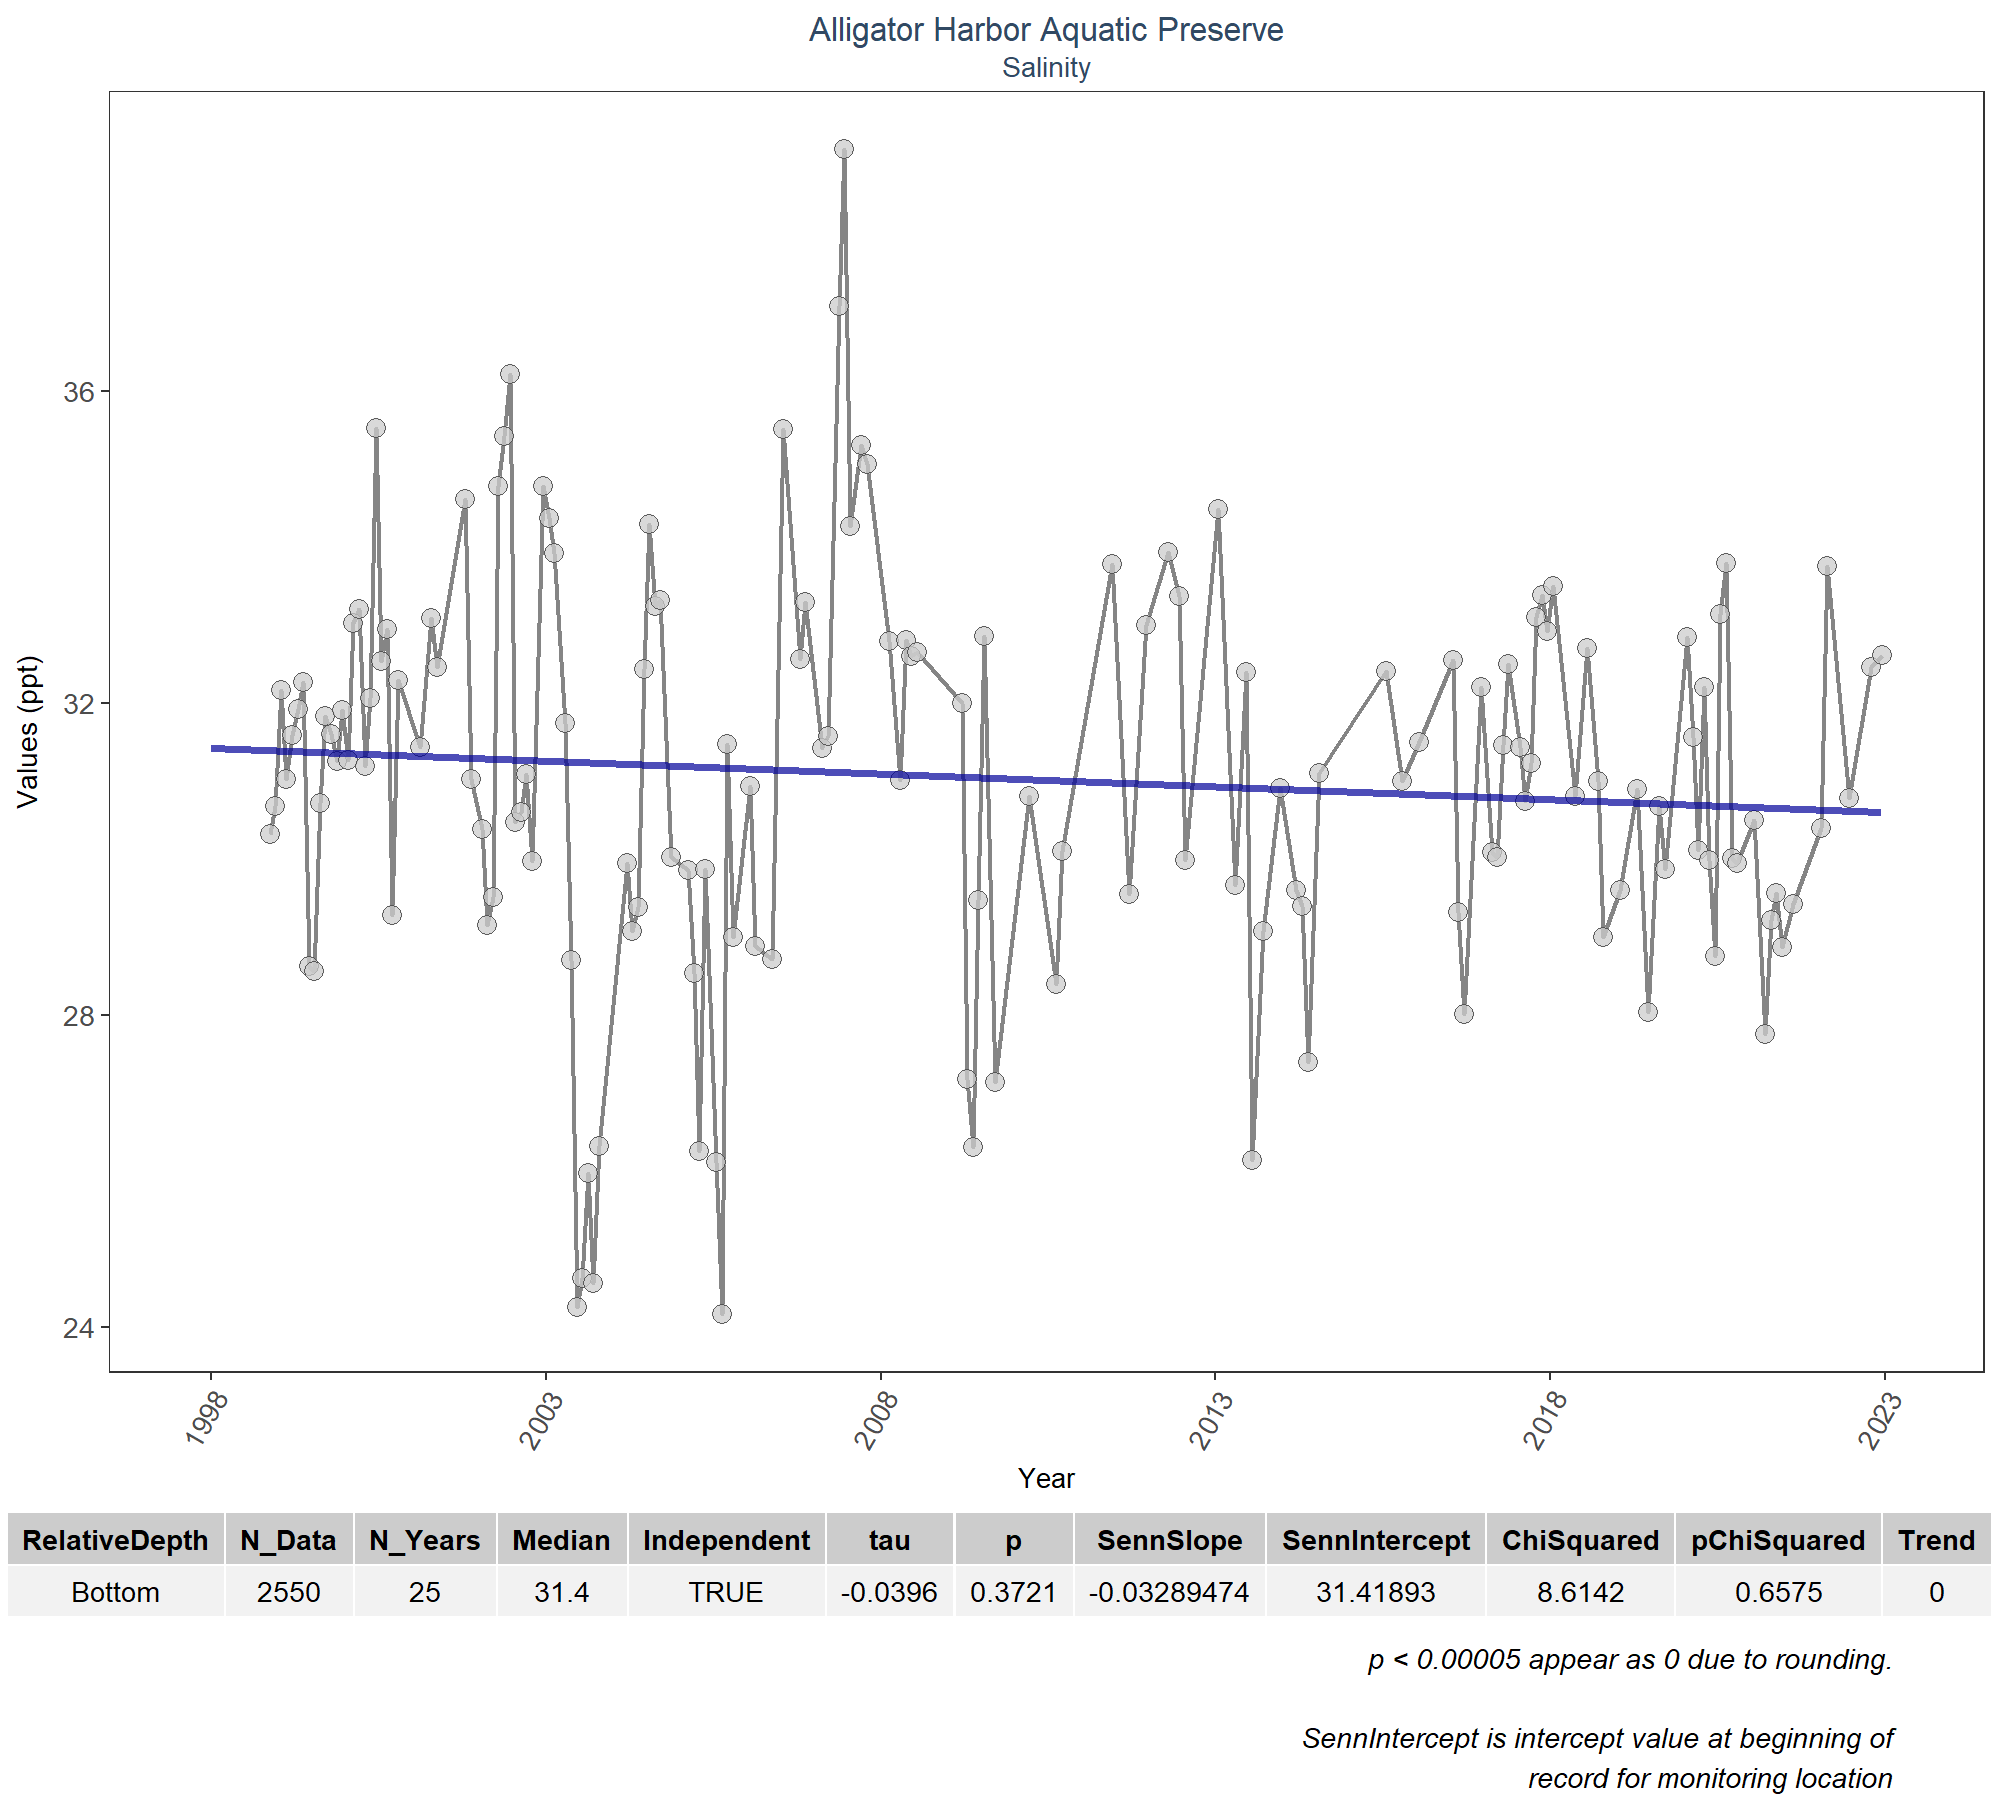 Alligator Harbor Aquatic Preserve
Salinity
Values (ppt)
36
32
28
24
1998
2003
2008
2013
2018
2023
Year
RelativeDepth N_Data N_Years Median Independent tau p SennSlope SennIntercept ChiSquared pChiSquared Trend
Bottom 2550 25 31.4 TRUE -0.0396 0.3721 -0.03289474 31.41893 8.6142 0.6575 0
p < 0.00005 appear as 0 due to rounding.
SennIntercept is intercept value at beginning of
record for monitoring location